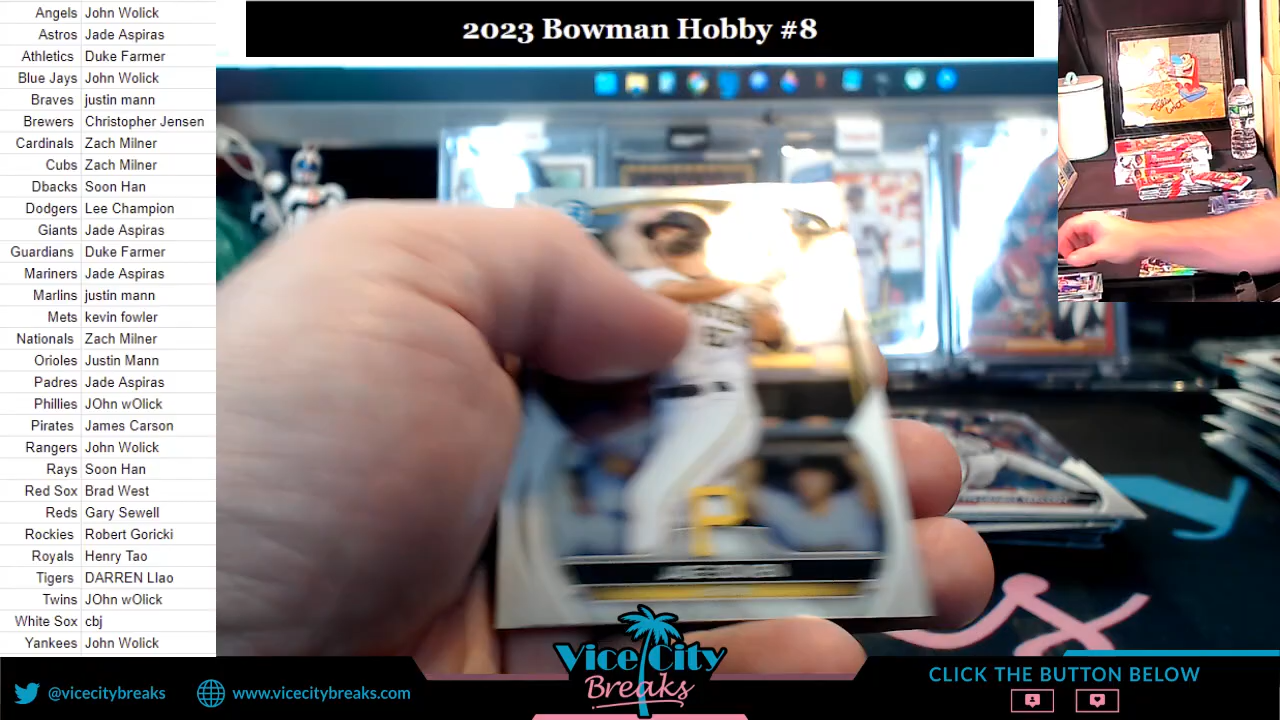 2023 Bowman Hobby #8
Angels John Wolick
Astros Jade Aspiras
Athletics Duke Farmer
Blue Jays John Wolick
Braves justin mann
Brewers Christopher Jensen
Cardinals Zach Milner
Cubs Zach Milner
Dbacks Soon Han
Dodgers Lee Champion
Giants Jade Aspiras
Guardians Duke Farmer
Mariners Jade Aspiras
Marlins justin mann
Mets kevin fowler
Nationals Zach Milner
Orioles Justin Mann
Padres Jade Aspiras
Phillies JOhn wOlick
Pirates James Carson
Rangers John Wolick
Rays Soon Han
Red Sox Brad West
Reds Gary Sewell
Rockies Robert Goricki
Royals Henry Tao
Tigers DARREN LIao
Twins JOhn wOlick
White Sox cbj
Yankees John Wolick
P
@vicecitybreaks
www.vicecitybreaks.com
Vice City
Breaks
CLICK THE BUTTON BELOW